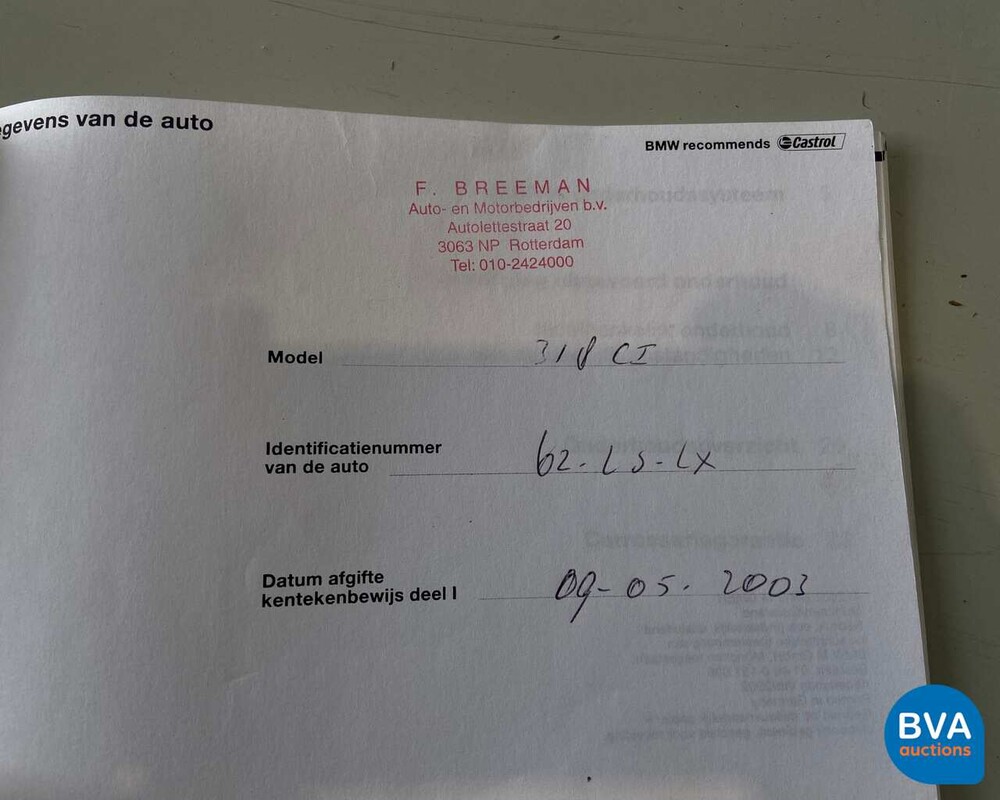 gegevens van de auto
BMW recommends Castrol
F. BREEMAN
Auto- en Motorbedrijven b.v.
Autolettestraat 20
3063 NP Rotterdam
Tel: 010-2424000
Model 318 CI
Identificatienummer
van de auto 62-LS-LX
Datum afgifte
kentekenbewijs deel I 09-05-2003
BVA
auctions